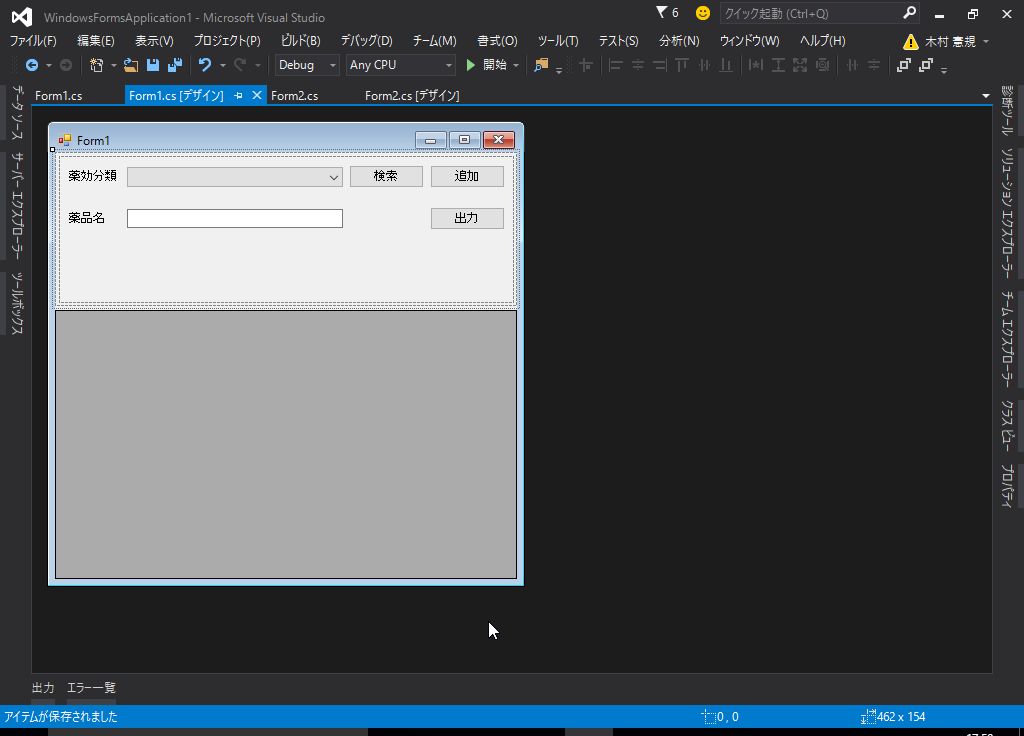 WindowsFormsApplication1 - Microsoft Visual Studio
6
クイック起動 (Ctrl+Q)
ファイル(F) 編集(E) 表示(V) プロジェクト(P) ビルド(B) デバッグ(D) チーム(M) 書式(O) ツール(T) テスト(S) 分析(N) ウインドウ(W) ヘルプ(H)
木村 憲規
Debug Any CPU 開始
Form1.cs Form1.cs [デザイン] Form2.cs Form2.cs [デザイン]
データ ソース
サーバー エクスプローラー
ツールボックス
Form1
薬効分類 検索 追加
薬品名 出力
診断ツール
ソリューション エクスプローラー
チーム エクスプローラー
クラス ビュー
プロパティ
出力 エラー一覧
アイテムが保存されました 0 , 0 462 x 154